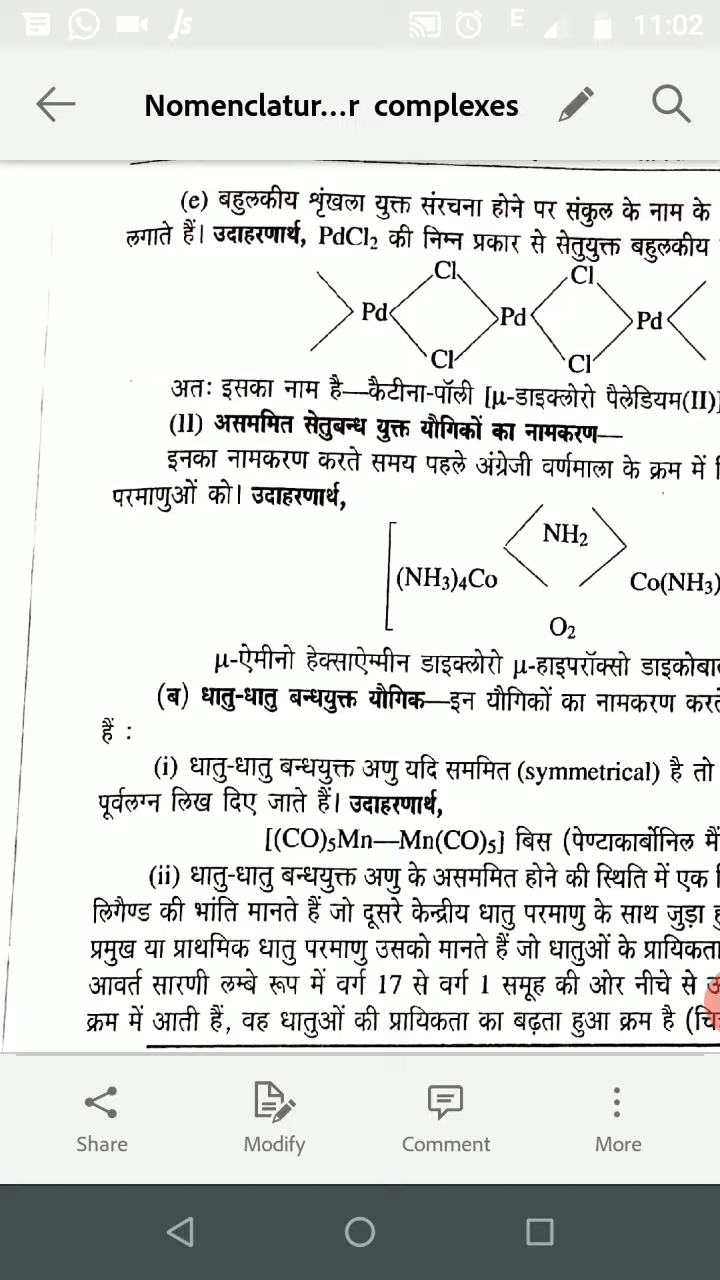 E 11:02
Nomenclatur...r complexes
(e) बहुलकीय शृंखला युक्त संरचना होने पर संकुल के नाम के
लगाते हैं। उदाहरणार्थ, PdCl₂ की निम्न प्रकार से सेतुयुक्त बहुलकीय
Cl Cl
Pd Pd Pd
Cl Cl
अतः इसका नाम है—कैटीना-पॉली [μ-डाइक्लोरो पैलेडियम(II)]
(II) असममित सेतुबन्ध युक्त यौगिकों का नामकरण—
इनका नामकरण करते समय पहले अंग्रेजी वर्णमाला के क्रम में
परमाणुओं को। उदाहरणार्थ,
NH₂
(NH₃)₄Co Co(NH₃)
O₂
μ-ऐमीनो हेक्साऐम्मीन डाइक्लोरो μ-हाइपरॉक्सो
(ब) धातु-धातु बन्धयुक्त यौगिक—इन यौगिकों का नामकरण
हैं :
(i) धातु-धातु बन्धयुक्त अणु यदि सममित (symmetrical) है तो
पूर्वलग्न लिख दिए जाते हैं। उदाहरणार्थ,
[(CO)₅Mn—Mn(CO)₅] बिस (पेण्टाकार्बोनिल
(ii) धातु-धातु बन्धयुक्त अणु के असममित होने की स्थिति में एक
लिगैण्ड की भांति मानते हैं जो दूसरे केन्द्रीय धातु परमाणु के साथ जुड़ा
प्रमुख या प्राथमिक धातु परमाणु उसको मानते हैं जो धातुओं के प्रायिकता
आवर्त सारणी लम्बे रूप में वर्ग 17 से वर्ग 1 समूह की ओर नीचे से
क्रम में आती हैं, वह धातुओं की प्रायिकता का बढ़ता हुआ क्रम है
Share Modify Comment More